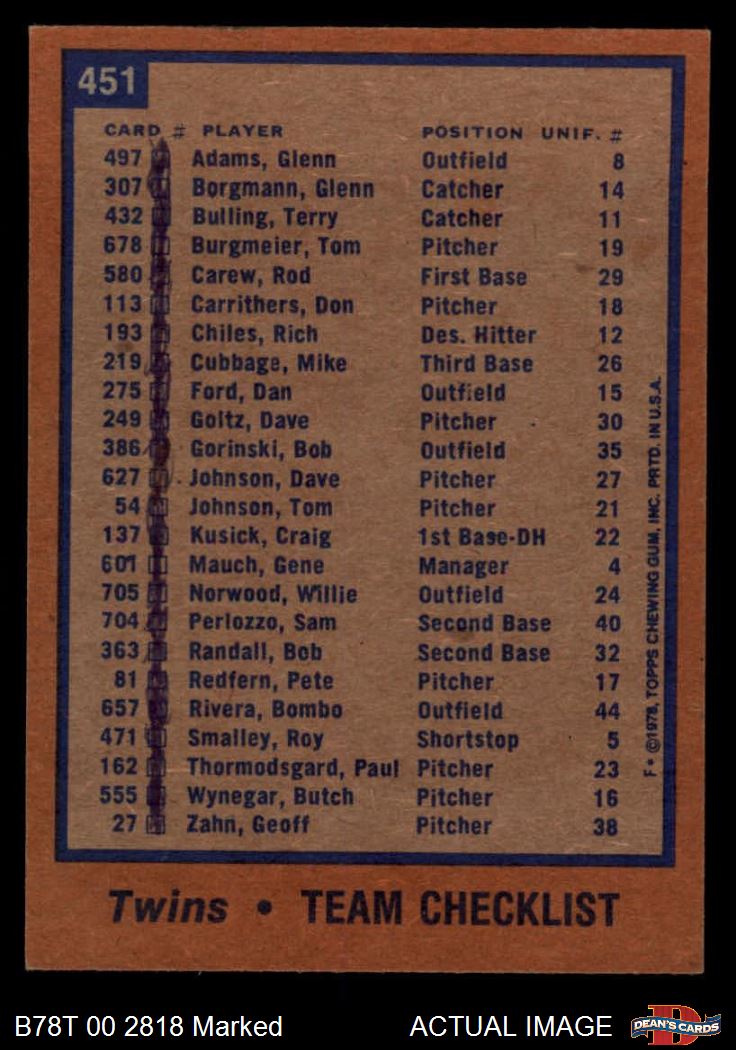 451
CARD # PLAYER POSITION UNIF. #
497 Adams, Glenn Outfield 8
307 Borgmann, Glenn Catcher 14
432 Bulling, Terry Catcher 11
678 Burgmeier, Tom Pitcher 19
580 Carew, Rod First Base 29
113 Carrithers, Don Pitcher 18
193 Chiles, Rich Des. Hitter 12
219 Cubbage, Mike Third Base 26
275 Ford, Dan Outfield 15
249 Goltz, Dave Pitcher 30
386 Gorinski, Bob Outfield 35
627 Johnson, Dave Pitcher 27
54 Johnson, Tom Pitcher 21
137 Kusick, Craig 1st Base-DH 22
601 Mauch, Gene Manager 4
705 Norwood, Willie Outfield 24
704 Perlozzo, Sam Second Base 40
363 Randall, Bob Second Base 32
81 Redfern, Pete Pitcher 17
657 Rivera, Bombo Outfield 44
471 Smalley, Roy Shortstop 5
162 Thormodsgard, Paul Pitcher 23
555 Wynegar, Butch Pitcher 16
27 Zahn, Geoff Pitcher 38
F* ©1978, TOPPS CHEWING GUM, INC. PRTD. IN U.S.A.
Twins • TEAM CHECKLIST
B78T 00 2818 Marked ACTUAL IMAGE
D
DEAN'S CARDS